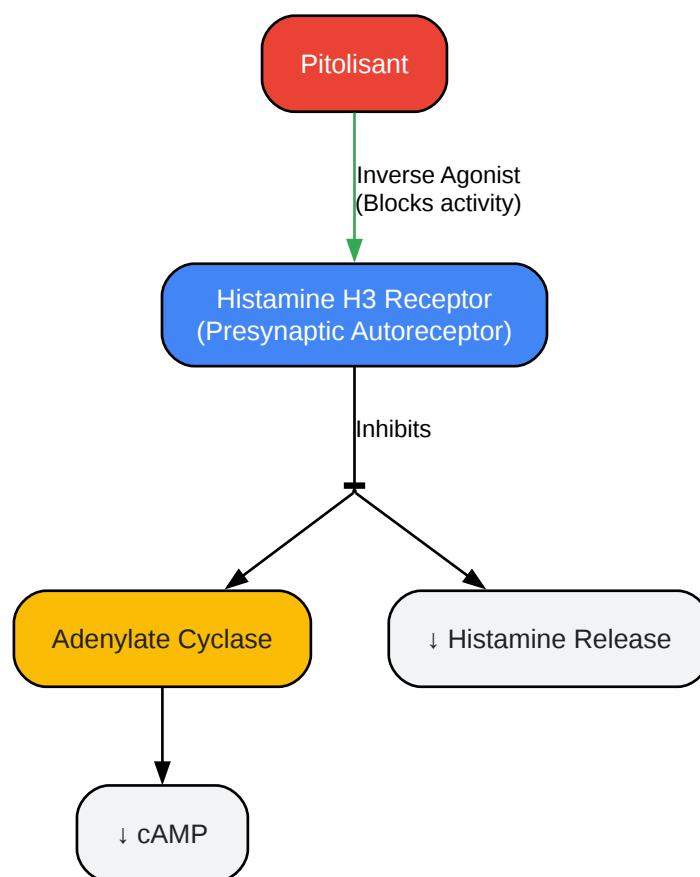 Pitolisant
Inverse Agonist
(Blocks activity)
Histamine H3 Receptor
(Presynaptic Autoreceptor)
Inhibits
Adenylate Cyclase
↓ Histamine Release
↓ cAMP